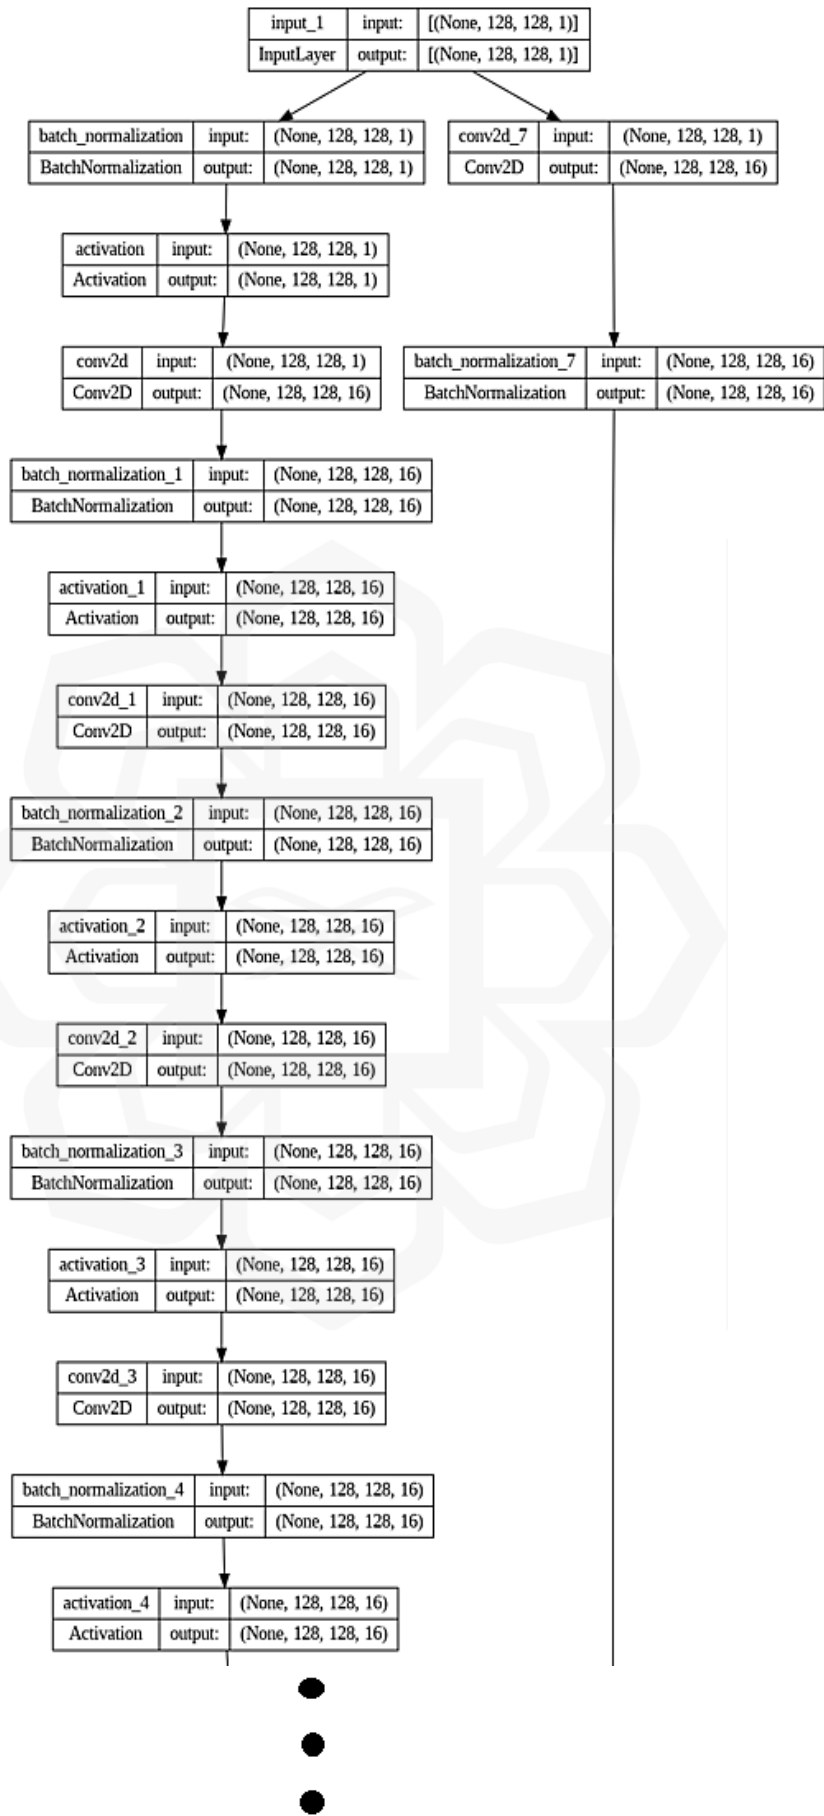 input_1 input: [(None, 128, 128, 1)]
InputLayer output: [(None, 128, 128, 1)]
batch_normalization input: (None, 128, 128, 1)
BatchNormalization output: (None, 128, 128, 1)
conv2d_7 input: (None, 128, 128, 1)
Conv2D output: (None, 128, 128, 16)
activation input: (None, 128, 128, 1)
Activation output: (None, 128, 128, 1)
conv2d input: (None, 128, 128, 1)
Conv2D output: (None, 128, 128, 16)
batch_normalization_7 input: (None, 128, 128, 16)
BatchNormalization output: (None, 128, 128, 16)
batch_normalization_1 input: (None, 128, 128, 16)
BatchNormalization output: (None, 128, 128, 16)
activation_1 input: (None, 128, 128, 16)
Activation output: (None, 128, 128, 16)
conv2d_1 input: (None, 128, 128, 16)
Conv2D output: (None, 128, 128, 16)
batch_normalization_2 input: (None, 128, 128, 16)
BatchNormalization output: (None, 128, 128, 16)
activation_2 input: (None, 128, 128, 16)
Activation output: (None, 128, 128, 16)
conv2d_2 input: (None, 128, 128, 16)
Conv2D output: (None, 128, 128, 16)
batch_normalization_3 input: (None, 128, 128, 16)
BatchNormalization output: (None, 128, 128, 16)
activation_3 input: (None, 128, 128, 16)
Activation output: (None, 128, 128, 16)
conv2d_3 input: (None, 128, 128, 16)
Conv2D output: (None, 128, 128, 16)
batch_normalization_4 input: (None, 128, 128, 16)
BatchNormalization output: (None, 128, 128, 16)
activation_4 input: (None, 128, 128, 16)
Activation output: (None, 128, 128, 16)